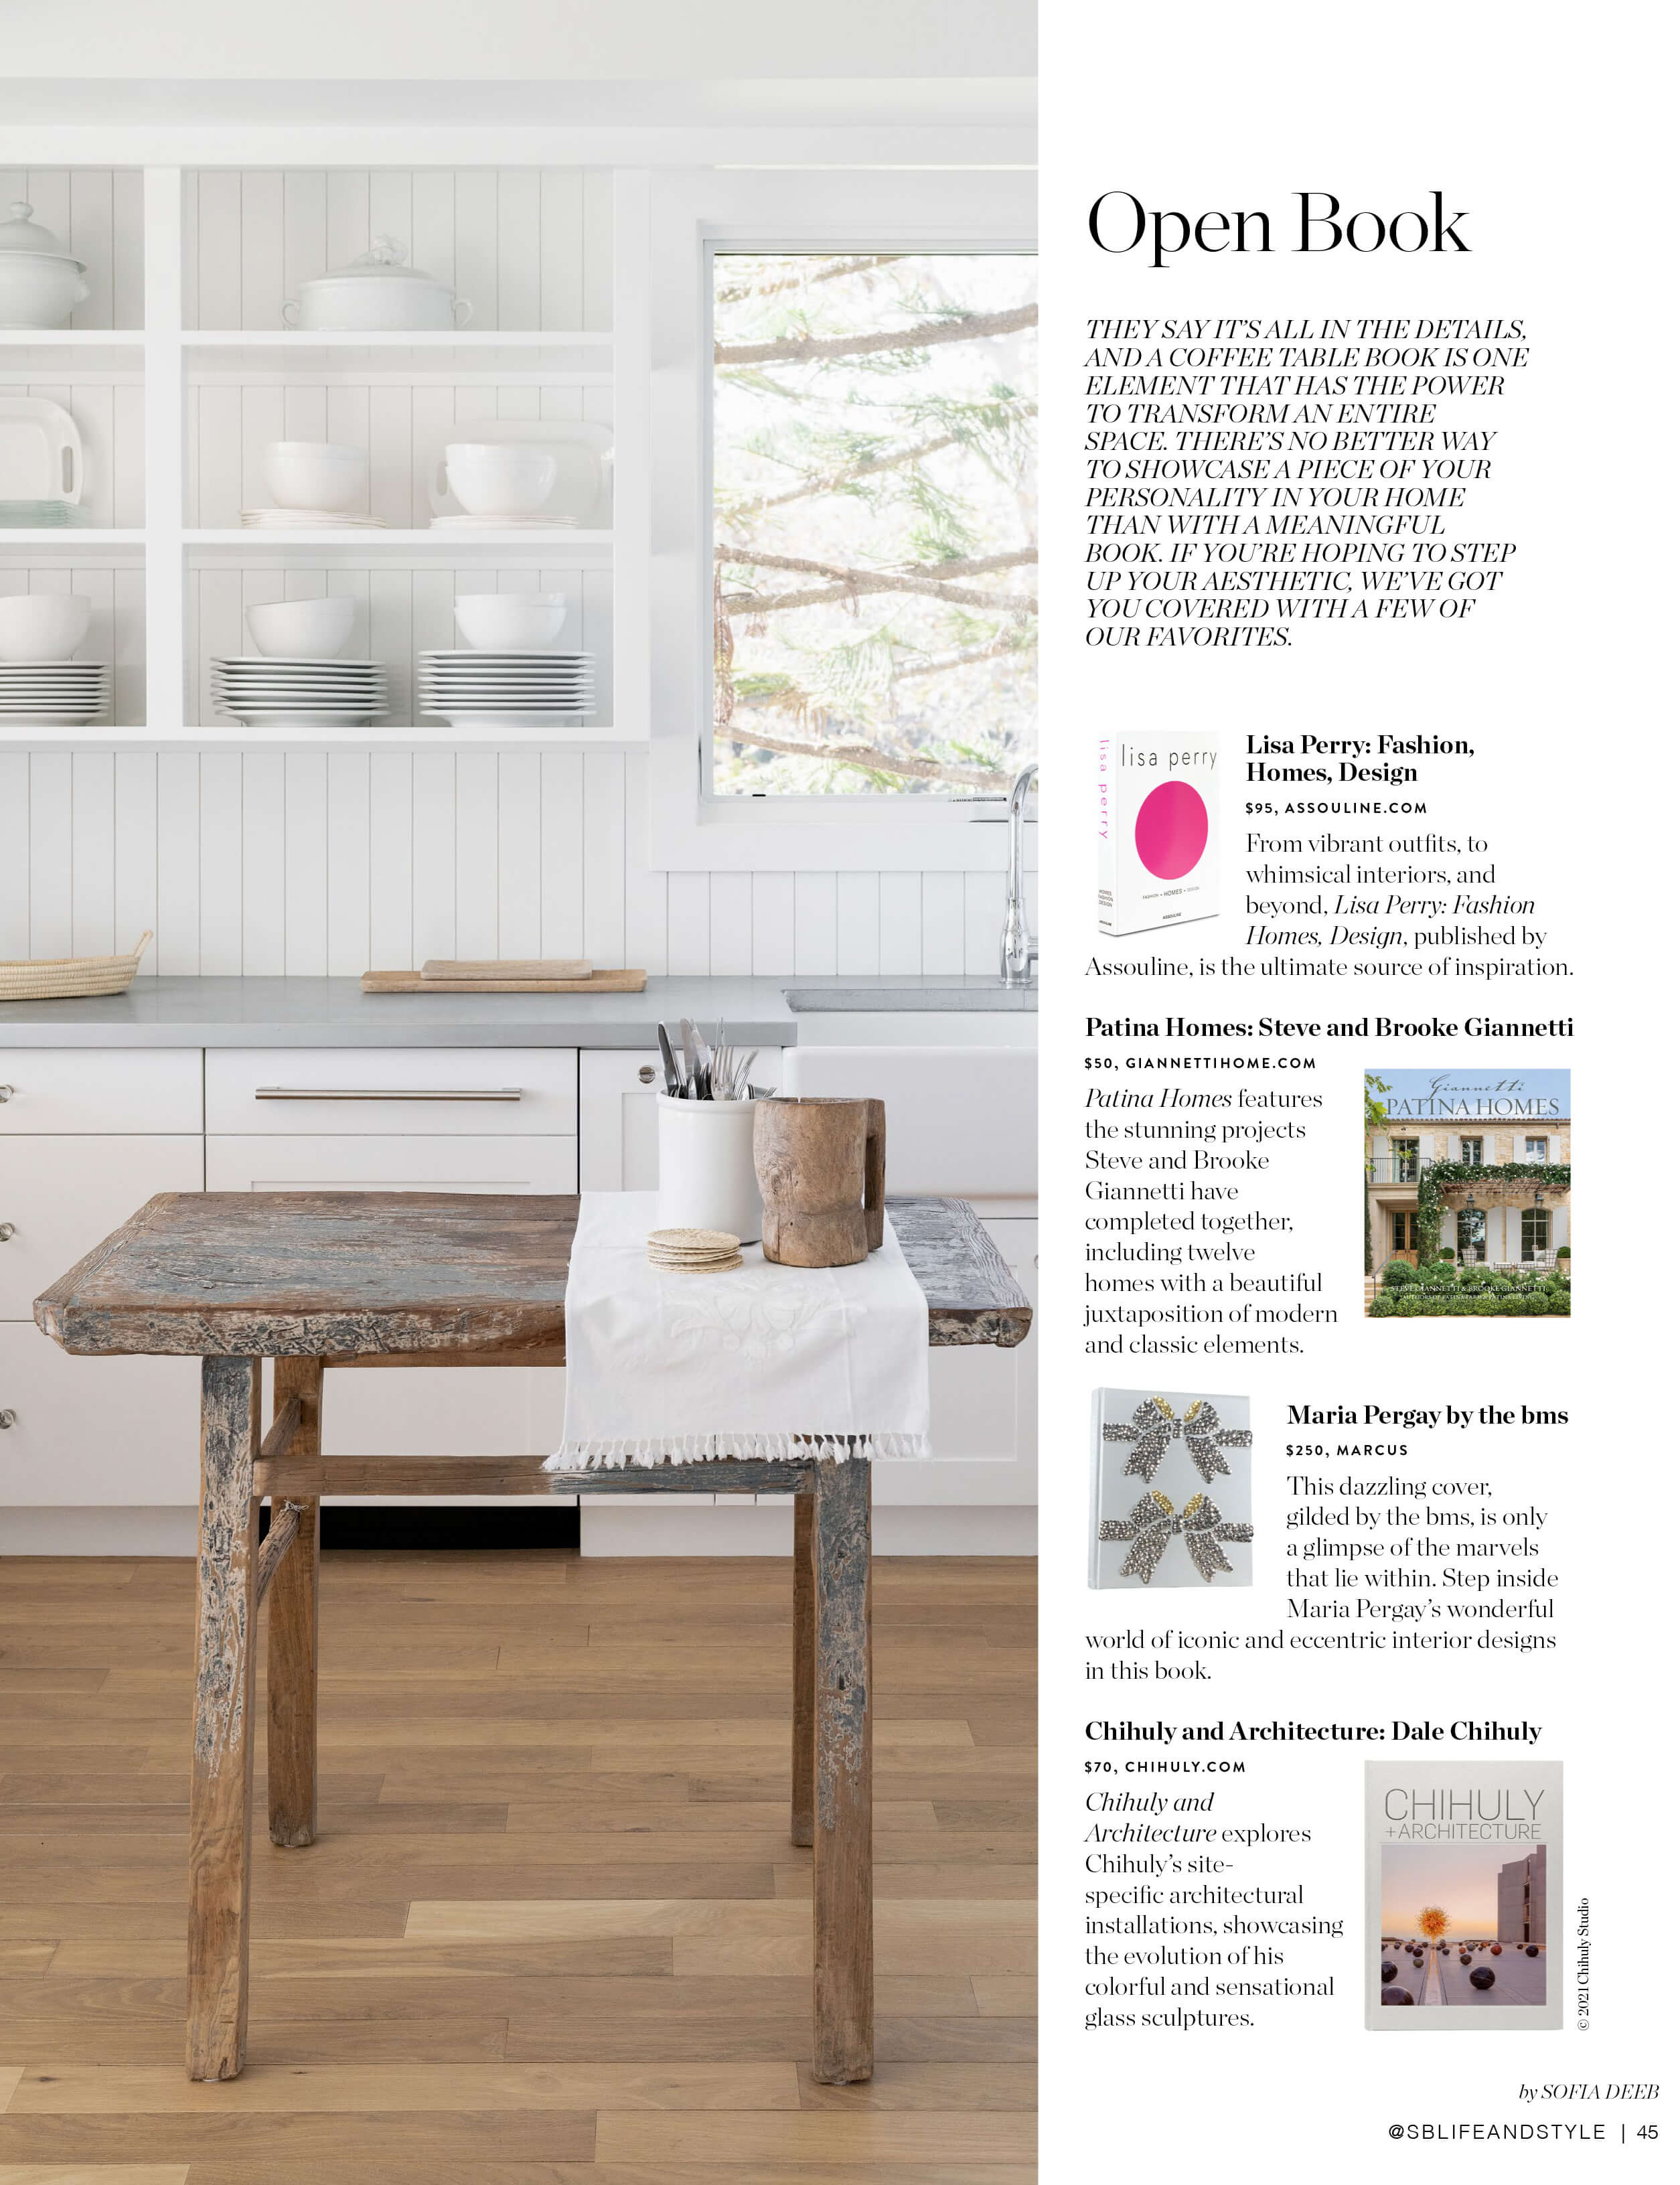 Open Book
THEY SAY IT'S ALL IN THE DETAILS,
AND A COFFEE TABLE BOOK IS ONE
ELEMENT THAT HAS THE POWER
TO TRANSFORM AN ENTIRE
SPACE. THERE'S NO BETTER WAY
TO SHOWCASE A PIECE OF YOUR
PERSONALITY IN YOUR HOME
THAN WITH A MEANINGFUL
BOOK. IF YOU'RE HOPING TO STEP
UP YOUR AESTHETIC, WE'VE GOT
YOU COVERED WITH A FEW OF
OUR FAVORITES.
lisa perry
lisa perry
FASHION • HOMES • DESIGN
HOMES
FASHION
DESIGN
ASSOULINE
ASSOULINE
Lisa Perry: Fashion,
Homes, Design
$95, ASSOULINE.COM
From vibrant outfits, to
whimsical interiors, and
beyond, Lisa Perry: Fashion
Homes, Design, published by
Assouline, is the ultimate source of inspiration.
Patina Homes: Steve and Brooke Giannetti
$50, GIANNETTIHOME.COM
Patina Homes features
the stunning projects
Steve and Brooke
Giannetti have
completed together,
including twelve
homes with a beautiful
juxtaposition of modern
and classic elements.
Giannetti
PATINA HOMES
STEVE GIANNETTI & BROOKE GIANNETTI
Maria Pergay by the bms
$250, MARCUS
This dazzling cover,
gilded by the bms, is only
a glimpse of the marvels
that lie within. Step inside
Maria Pergay's wonderful
world of iconic and eccentric interior designs
in this book.
Chihuly and Architecture: Dale Chihuly
$70, CHIHULY.COM
Chihuly and
Architecture explores
Chihuly's site-
specific architectural
installations, showcasing
the evolution of his
colorful and sensational
glass sculptures.
CHIHULY
+ARCHITECTURE
© 2021 Chihuly Studio
by SOFIA DEEB
@SBLIFEANDSTYLE | 45